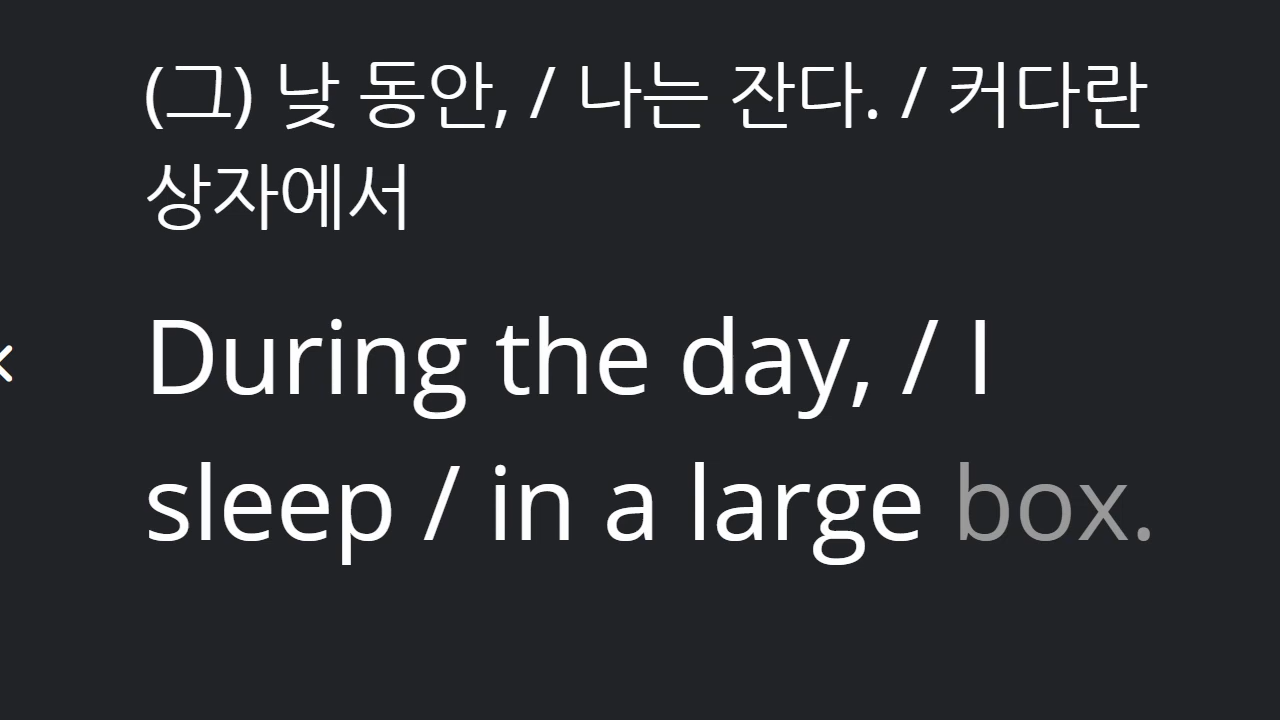 (그) 낮 동안, / 나는 잔다. / 커다란
상자에서
During the day, / I
sleep / in a large box.